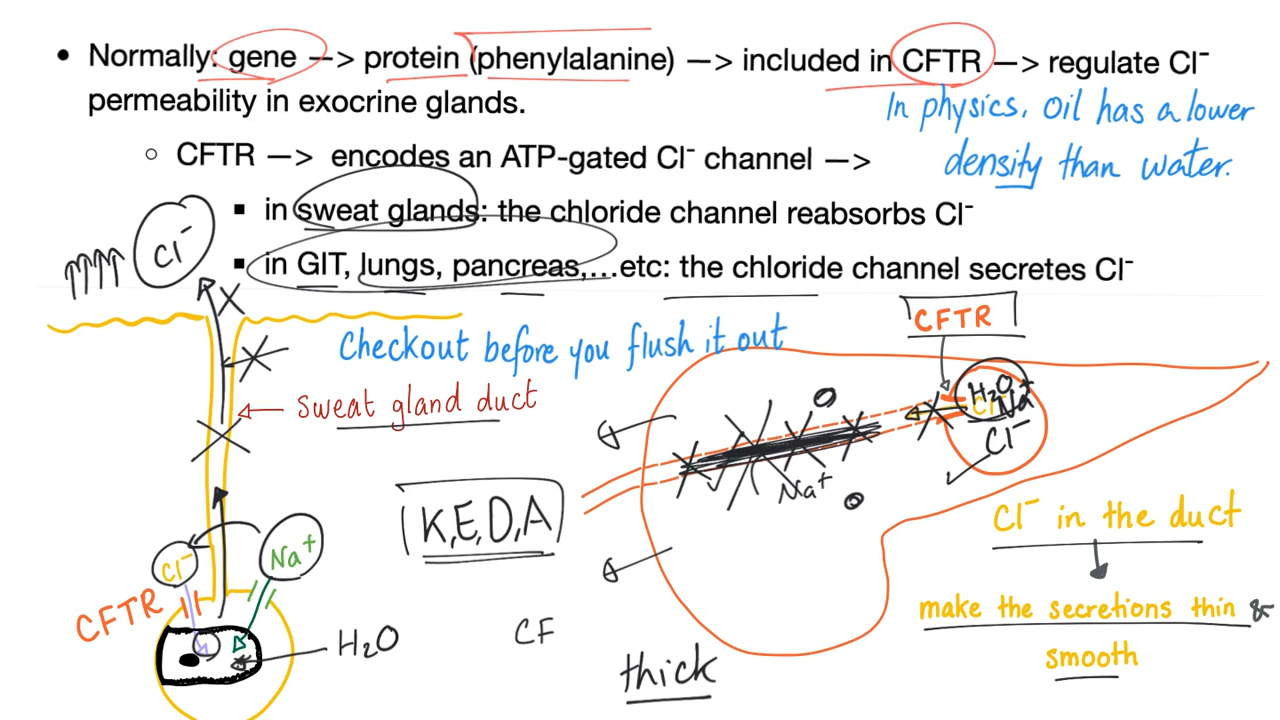 • Normally: gene —> protein (phenylalanine) —> included in CFTR —> regulate Cl⁻
permeability in exocrine glands.
In physics, Oil has a lower
density than water.
○ CFTR —> encodes an ATP-gated Cl⁻ channel —>
▪ in sweat glands: the chloride channel reabsorbs Cl⁻
▪ in GIT, lungs, pancreas,...etc: the chloride channel secretes Cl⁻
Cl⁻
Checkout before you flush it out
sweat gland duct
CFTR
H₂O
Cl⁻ Na⁺
Cl⁻
Na⁺
K,E,D,A
Cl⁻ in the duct
make the secretions thin &
smooth
Cl⁻
Na⁺
CFTR
H₂O
CF
thick